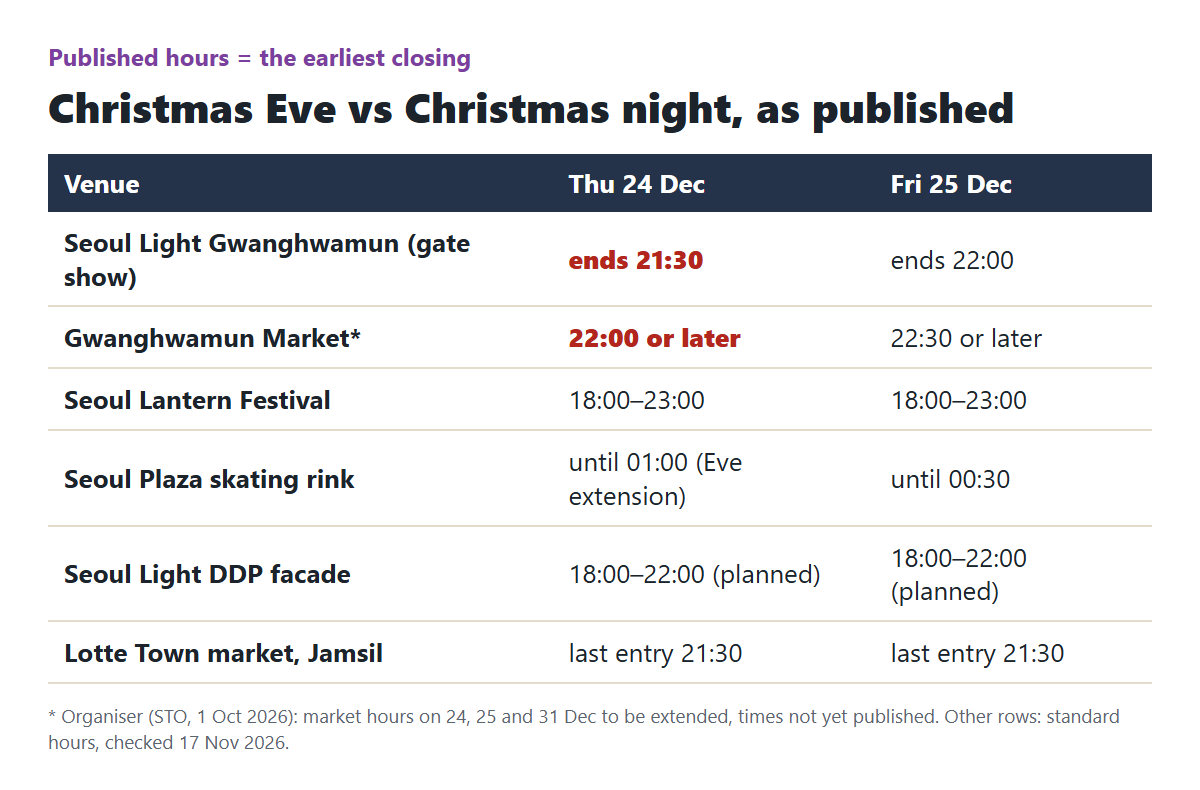 Published hours = the earliest closing
Christmas Eve vs Christmas night, as published
Venue Thu 24 Dec Fri 25 Dec
Seoul Light Gwanghwamun (gate
show) ends 21:30 ends 22:00
Gwanghwamun Market* 22:00 or later 22:30 or later
Seoul Lantern Festival 18:00–23:00 18:00–23:00
Seoul Plaza skating rink until 01:00 (Eve
extension) until 00:30
Seoul Light DDP facade 18:00–22:00 (planned) 18:00–22:00
(planned)
Lotte Town market, Jamsil last entry 21:30 last entry 21:30
* Organiser (STO, 1 Oct 2026): market hours on 24, 25 and 31 Dec to be extended, times not yet published. Other rows: standard
hours, checked 17 Nov 2026.